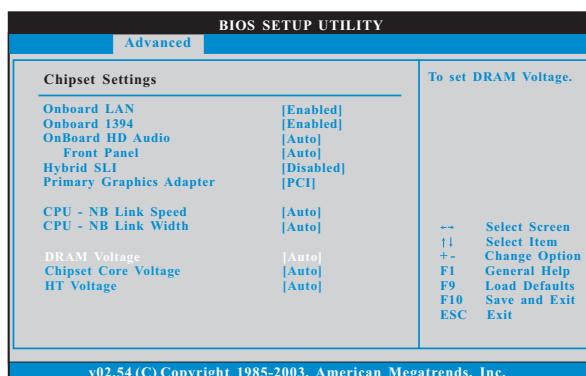 BIOS SETUP UTILITY
Advanced
Chipset Settings
Onboard LAN [Enabled]
Onboard 1394 [Enabled]
OnBoard HD Audio [Auto]
Front Panel [Auto]
Hybrid SLI [Disabled]
Primary Graphics Adapter [PCI]
CPU - NB Link Speed [Auto]
CPU - NB Link Width [Auto]
DRAM Voltage [Auto]
Chipset Core Voltage [Auto]
HT Voltage [Auto]
To set DRAM Voltage.
←→ Select Screen
↑↓ Select Item
+- Change Option
F1 General Help
F9 Load Defaults
F10 Save and Exit
ESC Exit
v02.54 (C) Copyright 1985-2003, American Megatrends, Inc.